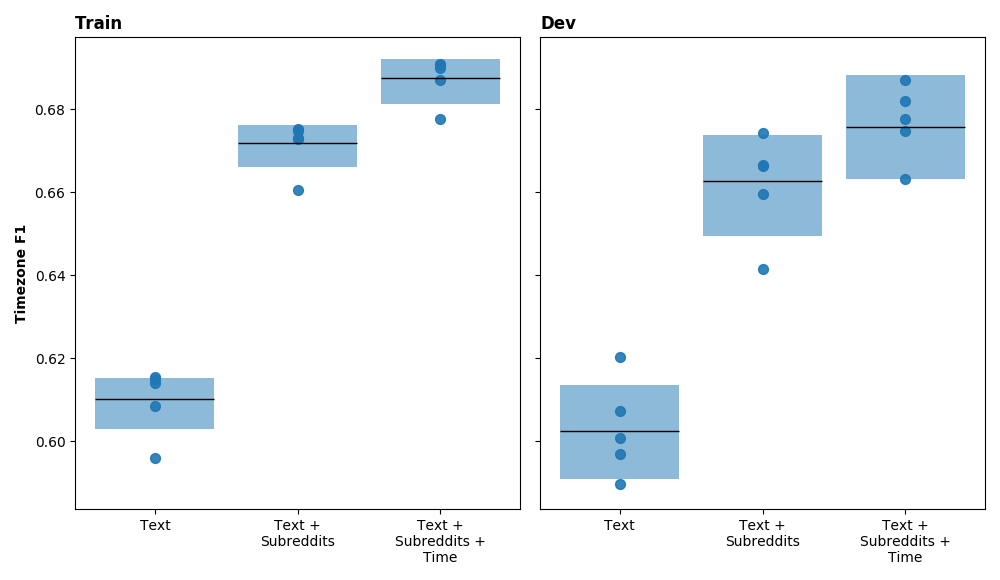 Train
Dev
Timezone F1
0.68
0.66
0.64
0.62
0.60
Text
Text +
Subreddits
Text +
Subreddits +
Time
Text
Text +
Subreddits
Text +
Subreddits +
Time